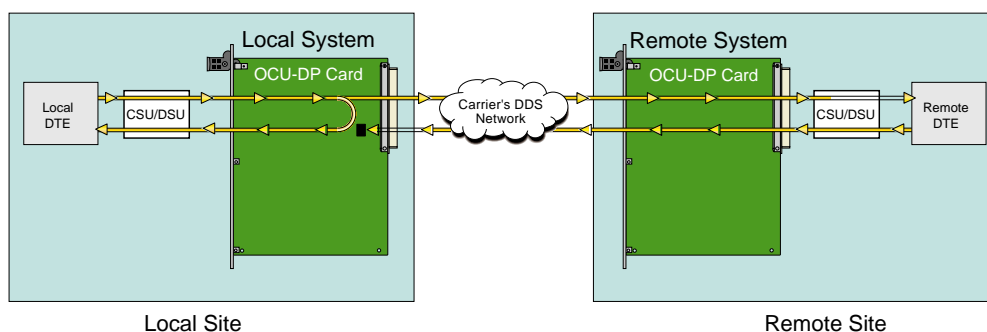 Local System
OCU-DP Card
Local
DTE
CSU/DSU
Carrier's DDS
Network
Remote System
OCU-DP Card
CSU/DSU
Remote
DTE
Local Site
Remote Site